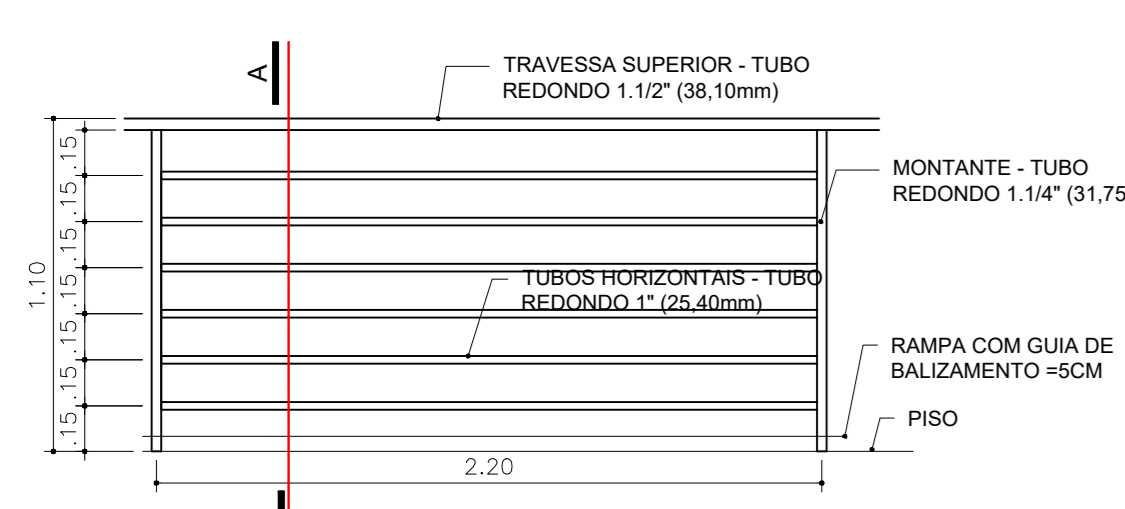 A
TRAVESSA SUPERIOR - TUBO
REDONDO 1.1/2" (38,10mm)
MONTANTE - TUBO
REDONDO 1.1/4" (31,75
TUBOS HORIZONTAIS - TUBO
REDONDO 1" (25,40mm)
RAMPA COM GUIA DE
BALIZAMENTO =5CM
PISO
1.10
.15
.15
.15
.15
.15
.15
.15
2.20